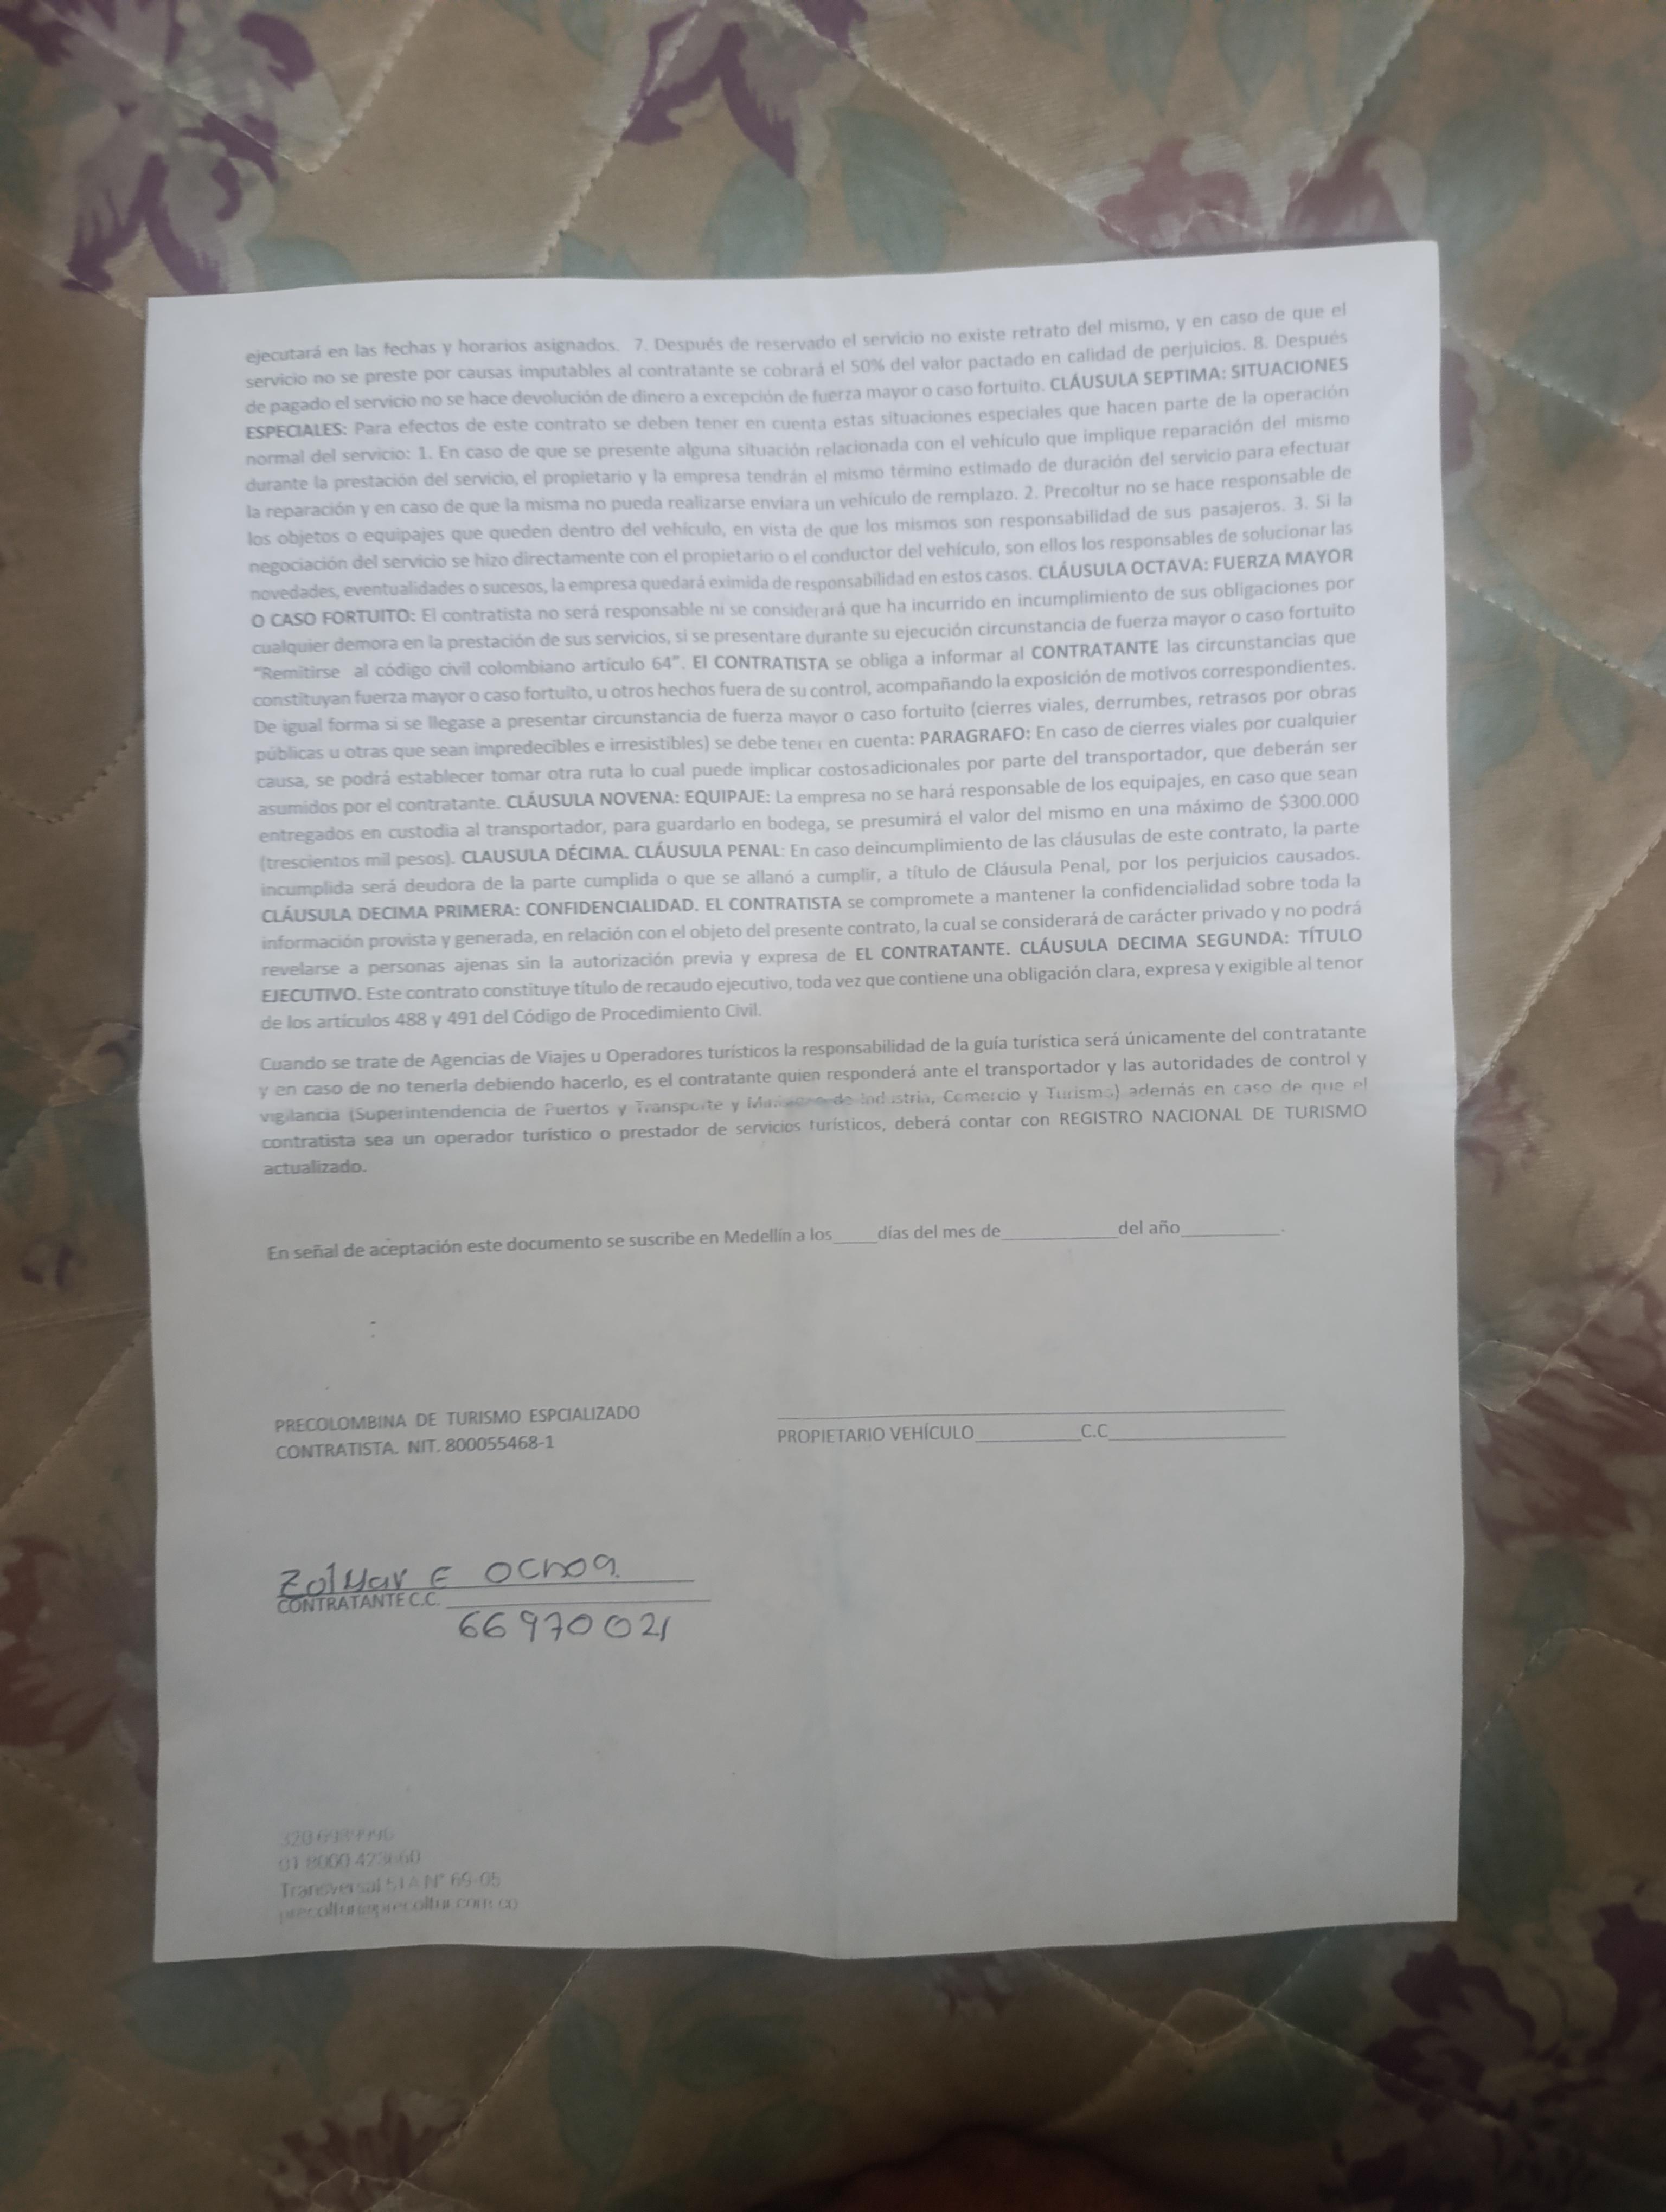 ejecutará en las fechas y horarios asignados. 7. Después de reservado el servicio no existe retrato del mismo, y en caso de que el
servicio no se preste por causas imputables al contratante se cobrará el 50% del valor pactado en calidad de perjuicios. 8. Después
de pagado el servicio no se hace devolución de dinero a excepción de fuerza mayor o caso fortuito. CLÁUSULA SEPTIMA: SITUACIONES
ESPECIALES: Para efectos de este contrato se deben tener en cuenta estas situaciones especiales que hacen parte de la operación
normal del servicio: 1. En caso de que se presente alguna situación relacionada con el vehículo que implique reparación del mismo
durante la prestación del servicio, el propietario y la empresa tendrán el mismo término estimado de duración del servicio para efectuar
la reparación y en caso de que la misma no pueda realizarse enviara un vehículo de remplazo. 2. Precoltur no se hace responsable de
los objetos o equipajes que queden dentro del vehículo, en vista de que los mismos son responsabilidad de sus pasajeros. 3. Si la
negociación del servicio se hizo directamente con el propietario o el conductor del vehículo, son ellos los responsables de solucionar las
novedades, eventualidades o sucesos, la empresa quedará eximida de responsabilidad en estos casos. CLÁUSULA OCTAVA: FUERZA MAYOR
O CASO FORTUITO: El contratista no será responsable ni se considerará que ha incurrido en incumplimiento de sus obligaciones por
cualquier demora en la prestación de sus servicios, si se presentare durante su ejecución circunstancia de fuerza mayor o caso fortuito
"Remitirse al código civil colombiano artículo 64". El CONTRATISTA se obliga a informar al CONTRATANTE las circunstancias que
constituyan fuerza mayor o caso fortuito, u otros hechos fuera de su control, acompañando la exposición de motivos correspondientes.
De igual forma si se llegase a presentar circunstancia de fuerza mayor o caso fortuito (cierres viales, derrumbes, retrasos por obras
públicas u otras que sean impredecibles e irresistibles) se debe tener en cuenta: PARAGRAFO: En caso de cierres viales por cualquier
causa, se podrá establecer tomar otra ruta lo cual puede implicar costosadicionales por parte del transportador, que deberán ser
asumidos por el contratante. CLÁUSULA NOVENA: EQUIPAJE: La empresa no se hará responsable de los equipajes, en caso que sean
entregados en custodia al transportador, para guardarlo en bodega, se presumirá el valor del mismo en una máximo de $300.000
(trescientos mil pesos). CLAUSULA DÉCIMA. CLÁUSULA PENAL: En caso deincumplimiento de las cláusulas de este contrato, la parte
incumplida será deudora de la parte cumplida o que se allanó a cumplir, a título de Cláusula Penal, por los perjuicios causados.
CLÁUSULA DECIMA PRIMERA: CONFIDENCIALIDAD. EL CONTRATISTA se compromete a mantener la confidencialidad sobre toda la
información provista y generada, en relación con el objeto del presente contrato, la cual se considerará de carácter privado y no podrá
revelarse a personas ajenas sin la autorización previa y expresa de EL CONTRATANTE. CLÁUSULA DECIMA SEGUNDA: TÍTULO
EJECUTIVO. Este contrato constituye título de recaudo ejecutivo, toda vez que contiene una obligación clara, expresa y exigible al tenor
de los artículos 488 y 491 del Código de Procedimiento Civil.
Cuando se trate de Agencias de Viajes u Operadores turísticos la responsabilidad de la guía turística será únicamente del contratante
y en caso de no tenerla debiendo hacerlo, es el contratante quien responderá ante el transportador y las autoridades de control y
vigilancia (Superintendencia de Puertos y Transporte y de Industria, Comercio y Turismo) además en caso de que el
contratista sea un operador turístico o prestador de servicios turísticos, deberá contar con REGISTRO NACIONAL DE TURISMO
actualizado.
En señal de aceptación este documento se suscribe en Medellín a los_____días del mes de_____________del año___________.
PRECOLOMBINA DE TURISMO ESPCIALIZADO
CONTRATISTA. NIT. 800055468-1
PROPIETARIO VEHÍCULO____________C.C____________________
Zolyar E Ochoa
CONTRATANTE C.C.
66970021
01 8000 423660
Transversal 51 A N° 69-05
precoltur@precoltur.com.co